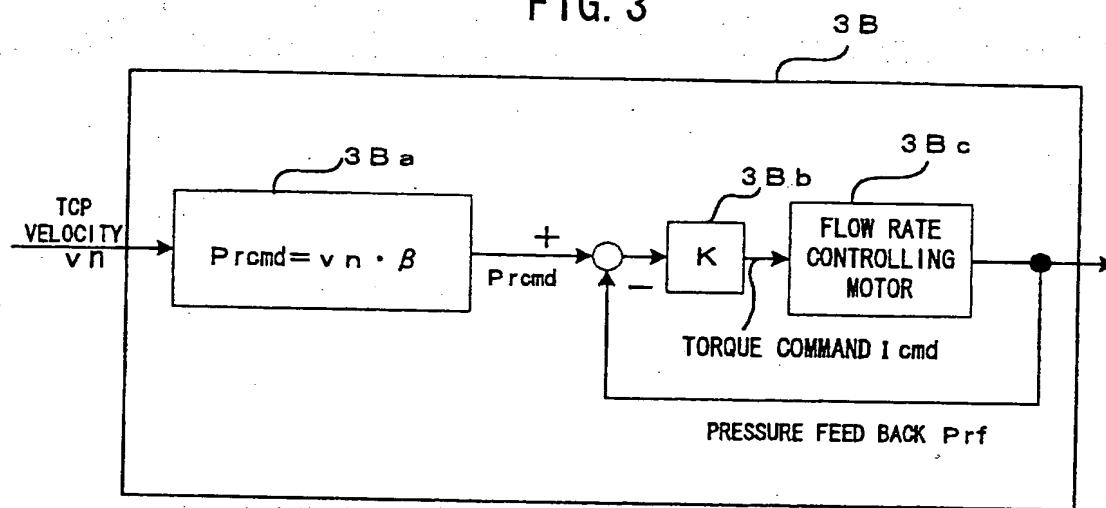 FIG. 3
3B
3Ba
3Bb
3Bc
TCP
VELOCITY
vn
Prcmd=vn・β
+
Prcmd
−
K
FLOW RATE
CONTROLLING
MOTOR
TORQUE COMMAND I cmd
PRESSURE FEED BACK Prf